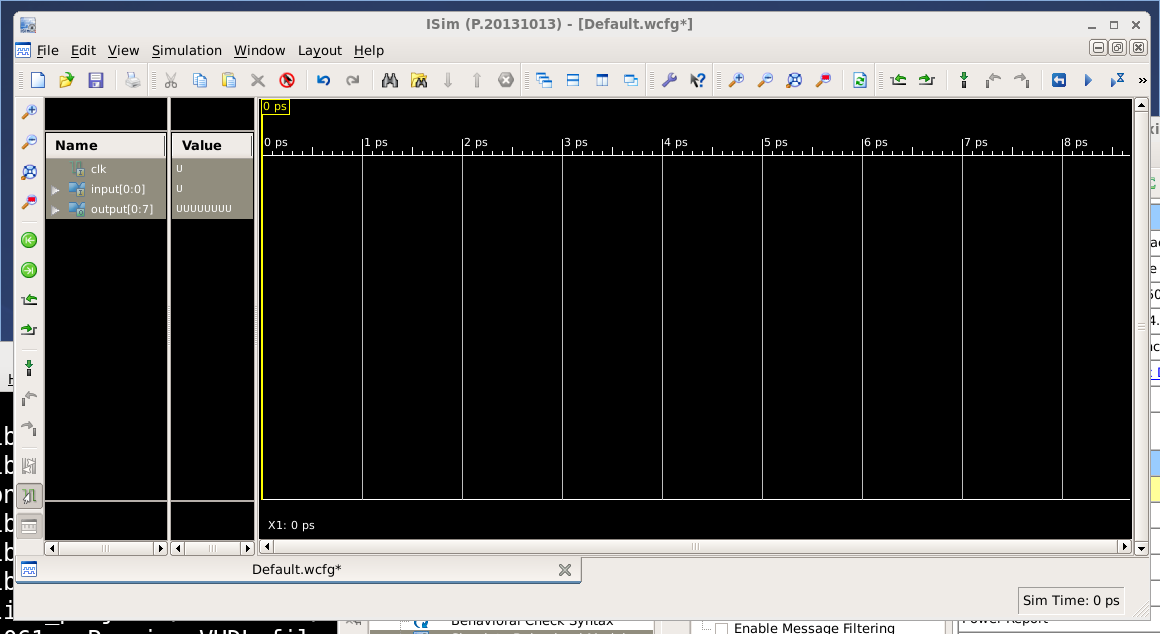 ISim (P.20131013) - [Default.wcfg*]
File Edit View Simulation Window Layout Help
0 ps
Name Value
0 ps 1 ps 2 ps 3 ps 4 ps 5 ps 6 ps 7 ps 8 ps
clk U
input[0:0] U
output[0:7] UUUUUUUU
X1: 0 ps
Default.wcfg*
Sim Time: 0 ps
Behavioral Check Syntax
Enable Message Filtering
Power Report